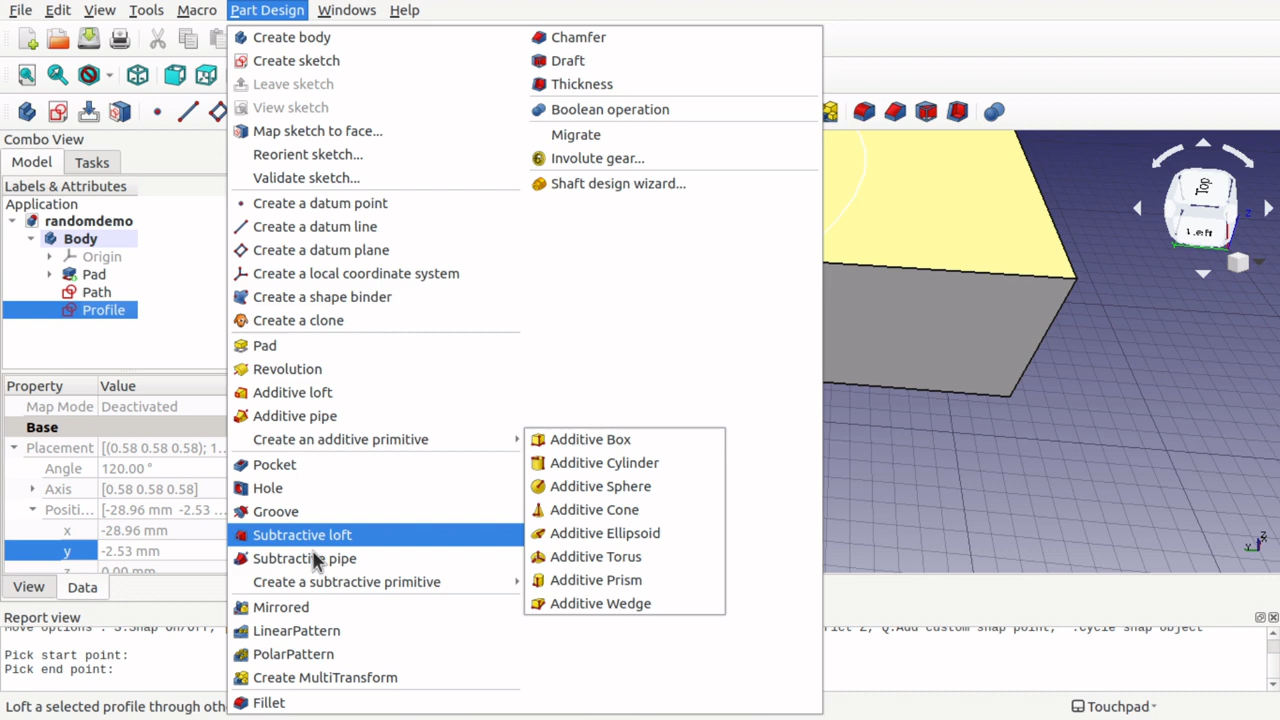 File Edit View Tools Macro Part Design Windows Help
Create body
Create sketch
Leave sketch
View sketch
Map sketch to face...
Reorient sketch...
Validate sketch...
Create a datum point
Create a datum line
Create a datum plane
Create a local coordinate system
Create a shape binder
Create a clone
Pad
Revolution
Additive loft
Additive pipe
Create an additive primitive
Pocket
Hole
Groove
Subtractive loft
Subtractive pipe
Create a subtractive primitive
Mirrored
LinearPattern
PolarPattern
Create MultiTransform
Fillet
Chamfer
Draft
Thickness
Boolean operation
Migrate
Involute gear...
Shaft design wizard...
Additive Box
Additive Cylinder
Additive Sphere
Additive Cone
Additive Ellipsoid
Additive Torus
Additive Prism
Additive Wedge
Combo View
Model Tasks
Labels & Attributes
Application
randomdemo
Body
Origin
Pad
Path
Profile
Property Value
Map Mode Deactivated
Base
Placement [(0.58 0.58 0.58); 1...
Angle 120.00 °
Axis [0.58 0.58 0.58]
Positi... [-28.96 mm -2.53 ...
x -28.96 mm
y -2.53 mm
z 0.00 mm
View Data
Report view
Pick start point:
Pick end point:
Loft a selected profile through oth
Touchpad
Top
Left
Z